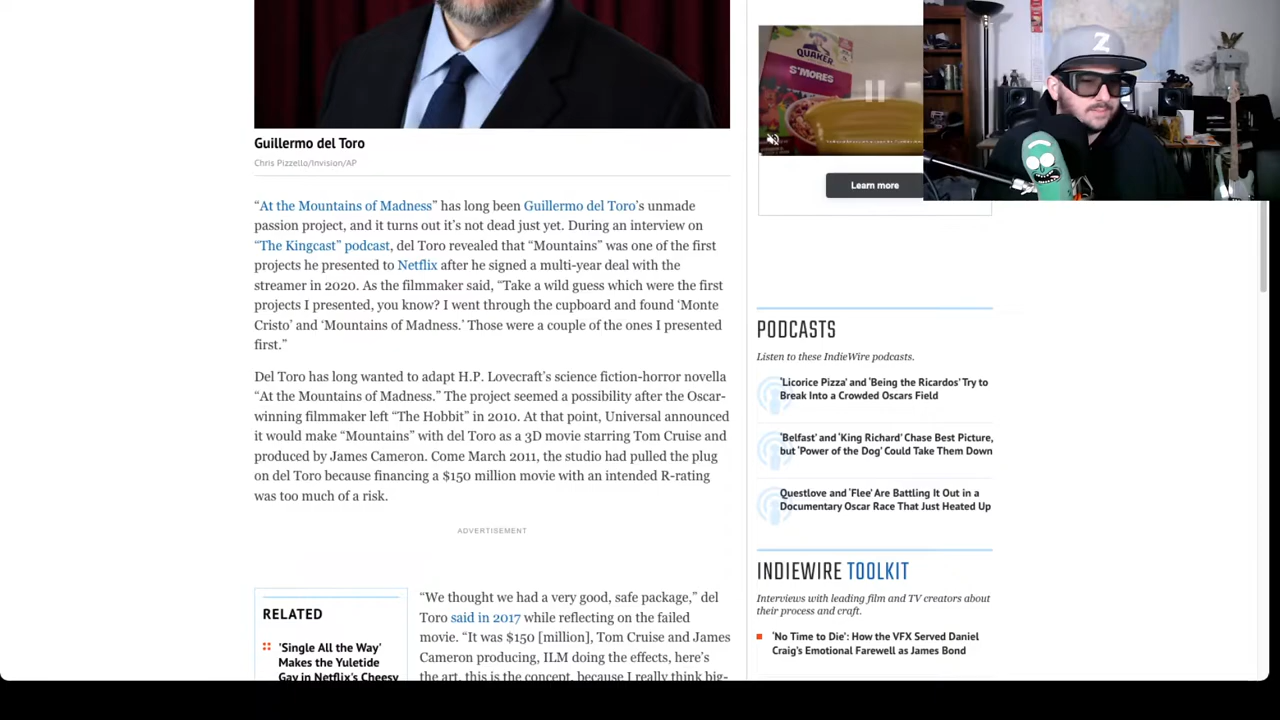 QUAKER
S'MORES
Z
Learn more
Guillermo del Toro
Chris Pizzello/Invision/AP
“At the Mountains of Madness” has long been Guillermo del Toro’s unmade
passion project, and it turns out it’s not dead just yet. During an interview on
“The Kingcast” podcast, del Toro revealed that “Mountains” was one of the first
projects he presented to Netflix after he signed a multi-year deal with the
streamer in 2020. As the filmmaker said, “Take a wild guess which were the first
projects I presented, you know? I went through the cupboard and found ‘Monte
Cristo’ and ‘Mountains of Madness.’ Those were a couple of the ones I presented
first.”
Del Toro has long wanted to adapt H.P. Lovecraft’s science fiction-horror novella
“At the Mountains of Madness.” The project seemed a possibility after the Oscar-
winning filmmaker left “The Hobbit” in 2010. At that point, Universal announced
it would make “Mountains” with del Toro as a 3D movie starring Tom Cruise and
produced by James Cameron. Come March 2011, the studio had pulled the plug
on del Toro because financing a $150 million movie with an intended R-rating
was too much of a risk.
ADVERTISEMENT
RELATED
'Single All the Way'
Makes the Yuletide
Gay in Netflix's Cheesy
“We thought we had a very good, safe package,” del
Toro said in 2017 while reflecting on the failed
movie. “It was $150 [million], Tom Cruise and James
Cameron producing, ILM doing the effects, here’s
the art, this is the concept, because I really think big-
PODCASTS
Listen to these IndieWire podcasts.
‘Licorice Pizza’ and ‘Being the Ricardos’ Try to
Break Into a Crowded Oscars Field
‘Belfast’ and ‘King Richard’ Chase Best Picture,
but ‘Power of the Dog’ Could Take Them Down
Questlove and ‘Flee’ Are Battling It Out in a
Documentary Oscar Race That Just Heated Up
INDIEWIRE TOOLKIT
Interviews with leading film and TV creators about
their process and craft.
‘No Time to Die’: How the VFX Served Daniel
Craig’s Emotional Farewell as James Bond